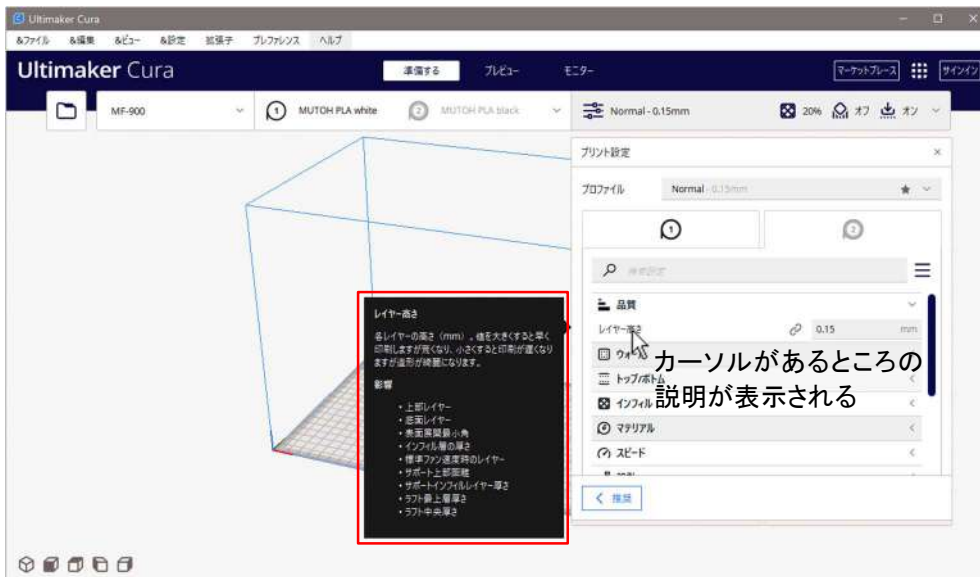 Ultimaker Cura
&ファイル &編集 &ビュー &設定 拡張子 プレファレンス ヘルプ
Ultimaker Cura 準備する プレビュー モニター マーケットプレース サインイン
MF-900 1 MUTOH PLA white 2 MUTOH PLA black Normal - 0.15mm 20% オフ オン
プリント設定
プロファイル Normal - 0.15mm
1 2
検索設定
品質
レイヤー高さ 0.15 mm
カーソルがあるところの
トップ/ボトム
説明が表示される
インフィル
マテリアル
スピード
推奨
レイヤー高さ
各レイヤーの高さ（mm）。値を大きくすると早く
印刷しますが荒くなり、小さくすると印刷が遅くなり
ますが造形が綺麗になります。
影響
・上部レイヤー
・底面レイヤー
・表面展開最小角
・インフィル層の厚さ
・標準ファン速度時のレイヤー
・サポート上部距離
・サポートインフィルレイヤー厚さ
・ラフト最上層厚さ
・ラフト中央厚さ